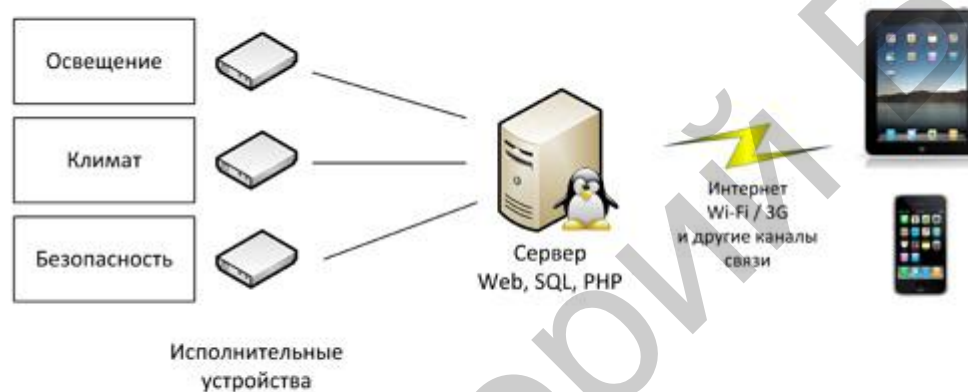 Освещение
Климат
Безопасность
Исполнительные
устройства
Сервер
Web, SQL, PHP
Интернет
Wi-Fi / 3G
и другие каналы
связи